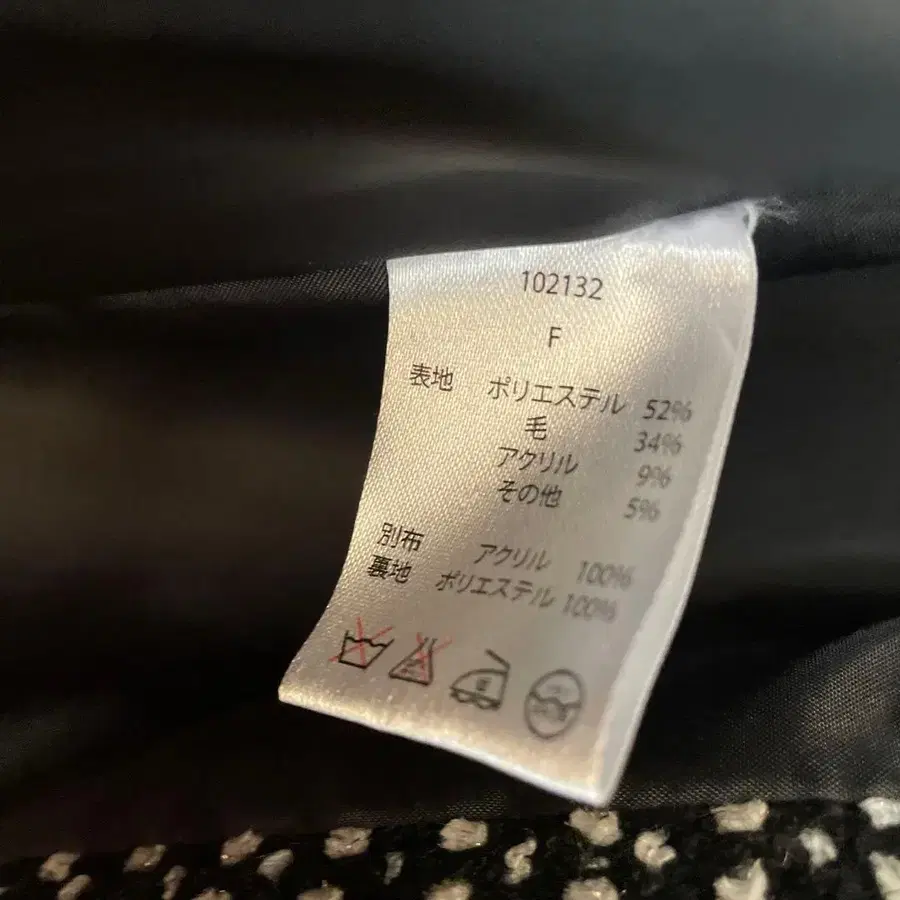 102132
F
表地 ポリエステル 52%
毛 34%
アクリル 9%
その他 5%
別布 アクリル 100%
裏地 ポリエステル 100%